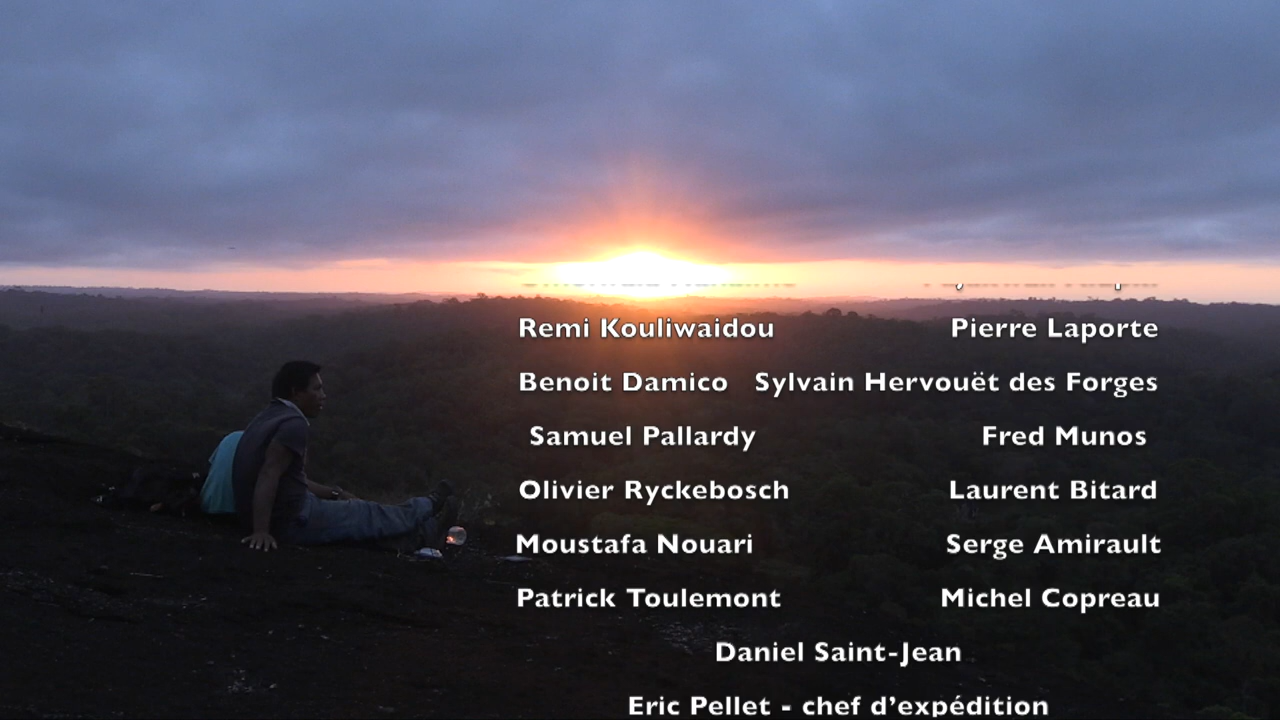 Remi Kouliwaidou Pierre Laporte
Benoit Damico Sylvain Hervouët des Forges
Samuel Pallardy Fred Munos
Olivier Ryckebosch Laurent Bitard
Moustafa Nouari Serge Amirault
Patrick Toulemont Michel Copreau
Daniel Saint-Jean
Eric Pellet - chef d’expédition